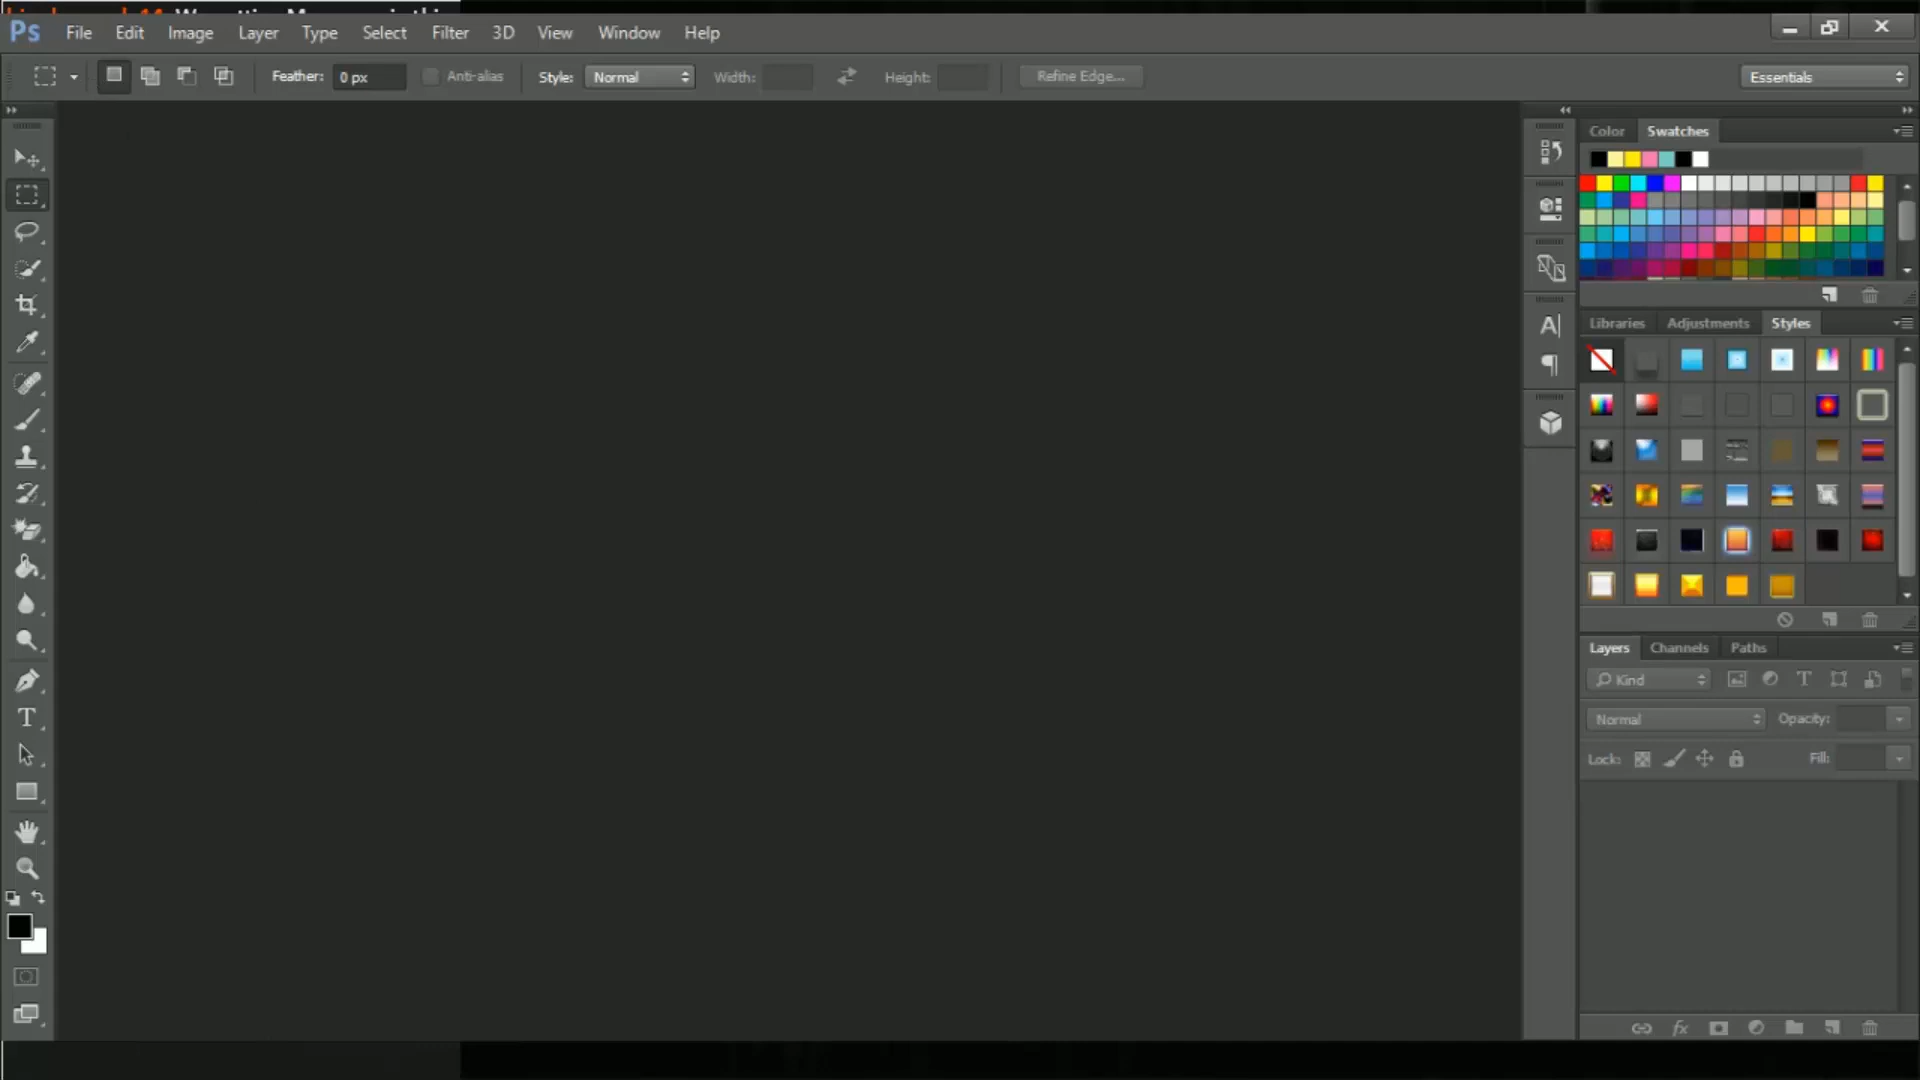 Ps File Edit Image Layer Type Select Filter 3D View Window Help
Feather: 0 px Anti-alias Style: Normal Width: Height: Refine Edge... Essentials
Color Swatches
Libraries Adjustments Styles
A
¶
Layers Channels Paths
Kind T
Normal Opacity:
Lock: Fill:
T
fx